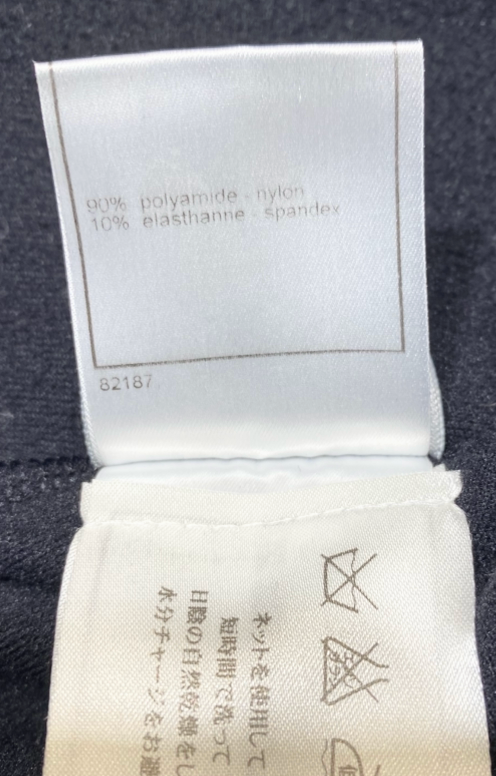 90% polyamide - nylon
10% elasthanne - spandex
82187
ネットを使用して
短時間で洗って
日陰の自然乾燥をし
水分チャージをお避